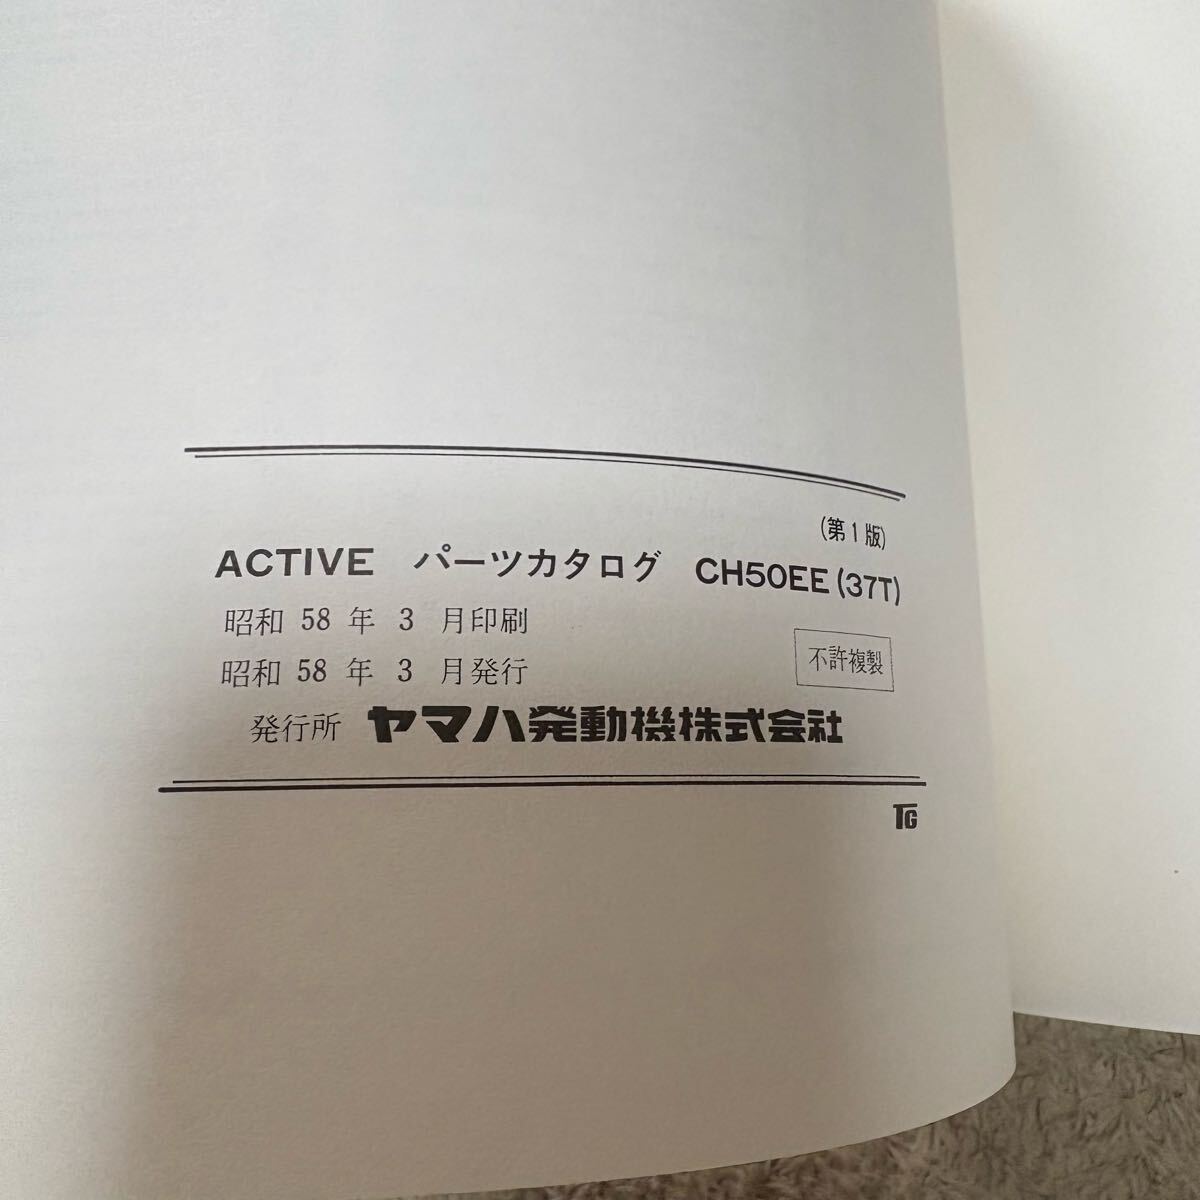 (第1版)
ACTIVE パーツカタログ CH50EE(37T)
昭和 58 年 3 月印刷
昭和 58 年 3 月発行
不許複製
発行所 ヤマハ発動機株式会社
TG